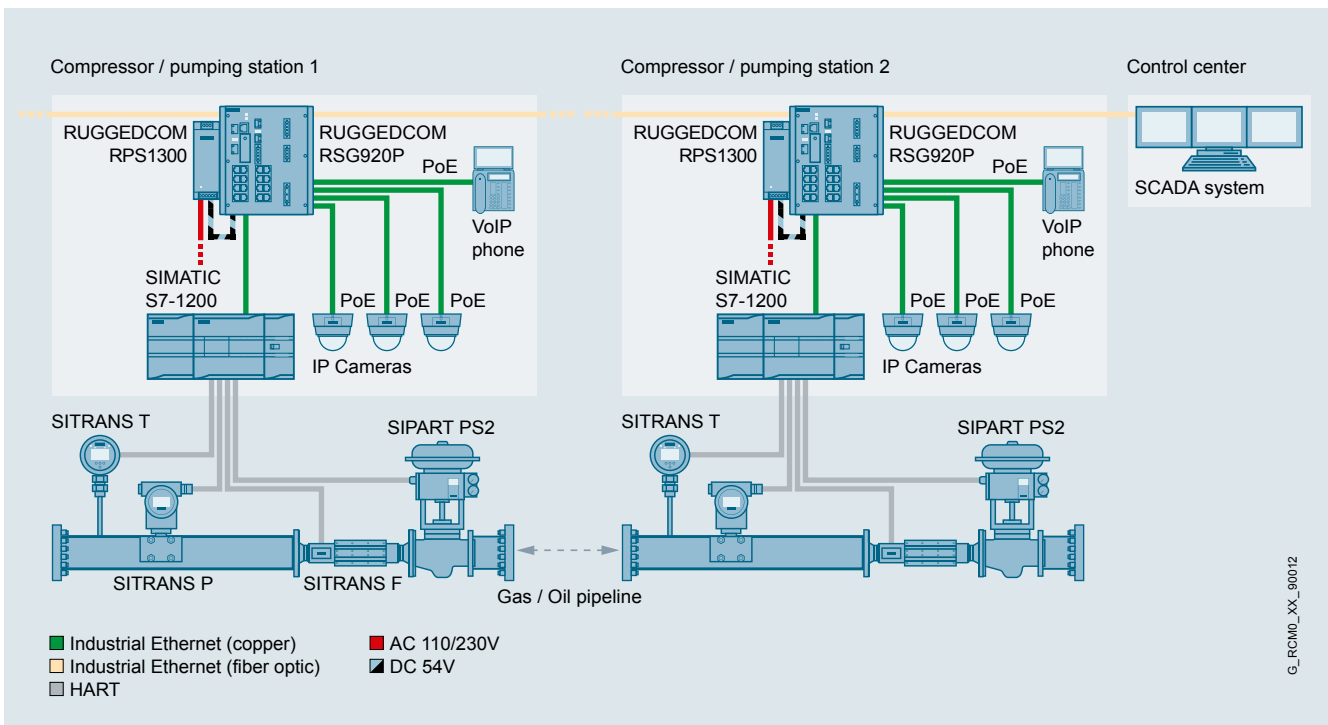 Compressor / pumping station 1
Compressor / pumping station 2
Control center
RUGGEDCOM
RPS1300
RUGGEDCOM
RSG920P
PoE
VoIP
phone
SIMATIC
S7-1200
PoE
PoE
PoE
IP Cameras
RUGGEDCOM
RPS1300
RUGGEDCOM
RSG920P
PoE
VoIP
phone
SIMATIC
S7-1200
PoE
PoE
PoE
IP Cameras
SCADA system
SITRANS T
SIPART PS2
SITRANS P
SITRANS F
SITRANS T
SIPART PS2
Gas / Oil pipeline
Industrial Ethernet (copper)
Industrial Ethernet (fiber optic)
HART
AC 110/230V
DC 54V
G_RCM0_XX_90012